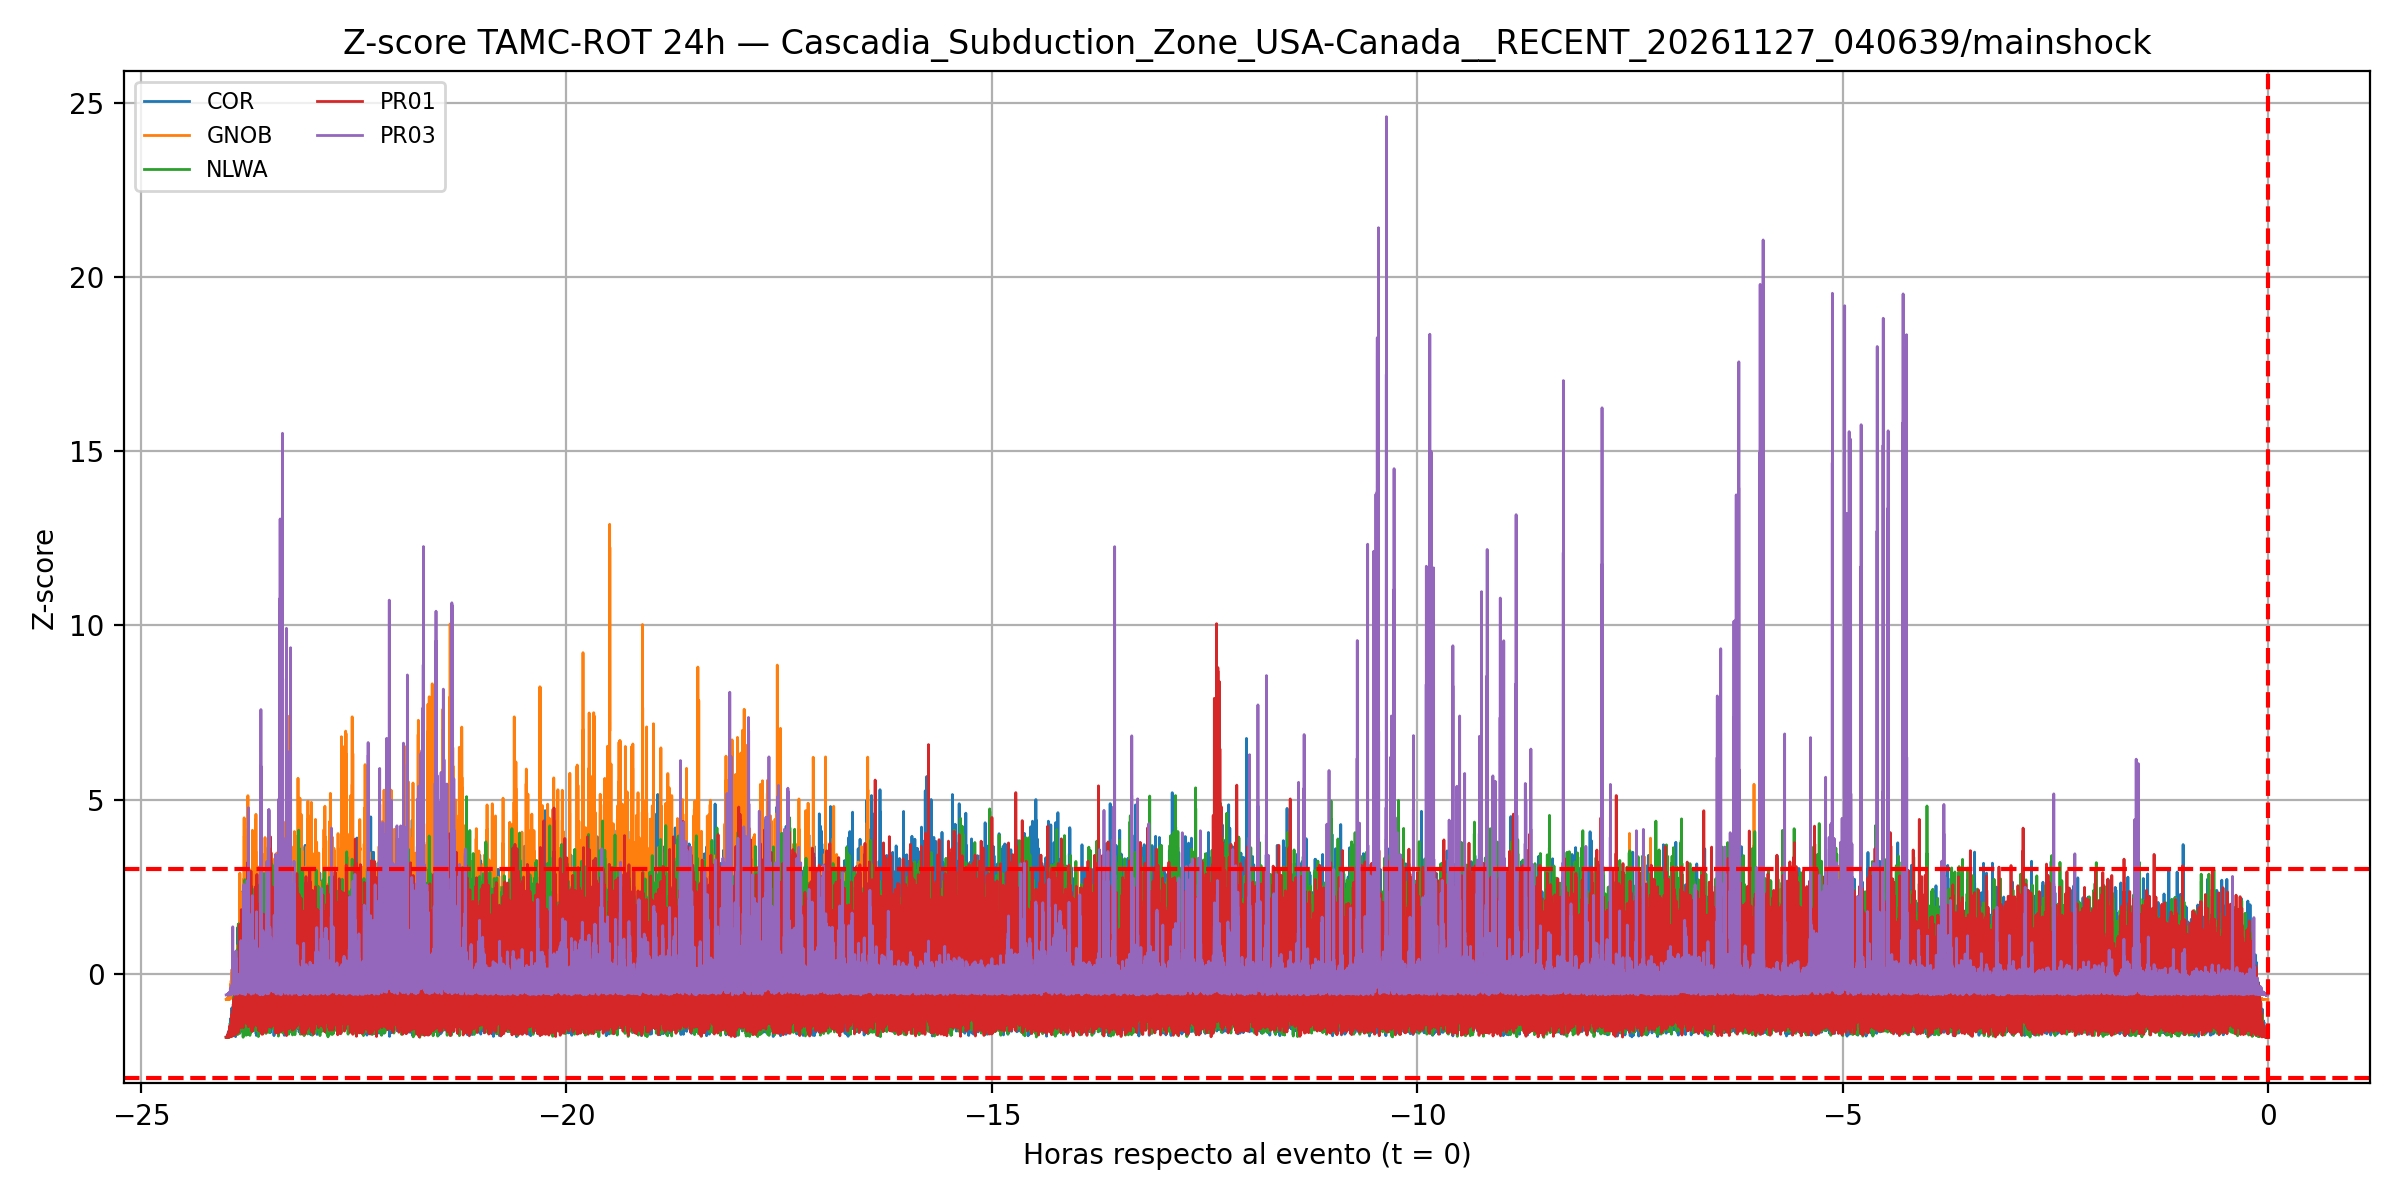 Z-score TAMC-ROT 24h — Cascadia_Subduction_Zone_USA-Canada__RECENT_20261127_040639/mainshock
COR
GNOB
NLWA
PR01
PR03
25
20
15
10
5
0
Z-score
−25
−20
−15
−10
−5
0
Horas respecto al evento (t = 0)